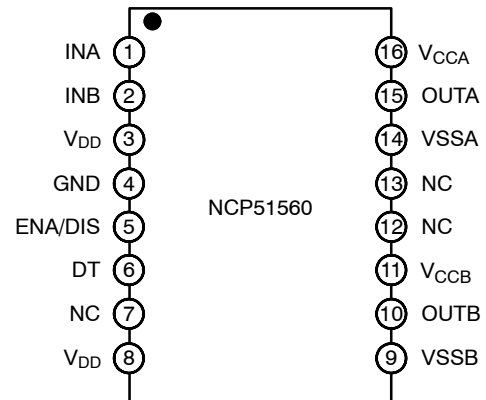 INA 1 16 VCCA
INB 2 15 OUTA
VDD 3 14 VSSA
GND 4 13 NC
NCP51560
ENA/DIS 5 12 NC
DT 6 11 VCCB
NC 7 10 OUTB
VDD 8 9 VSSB